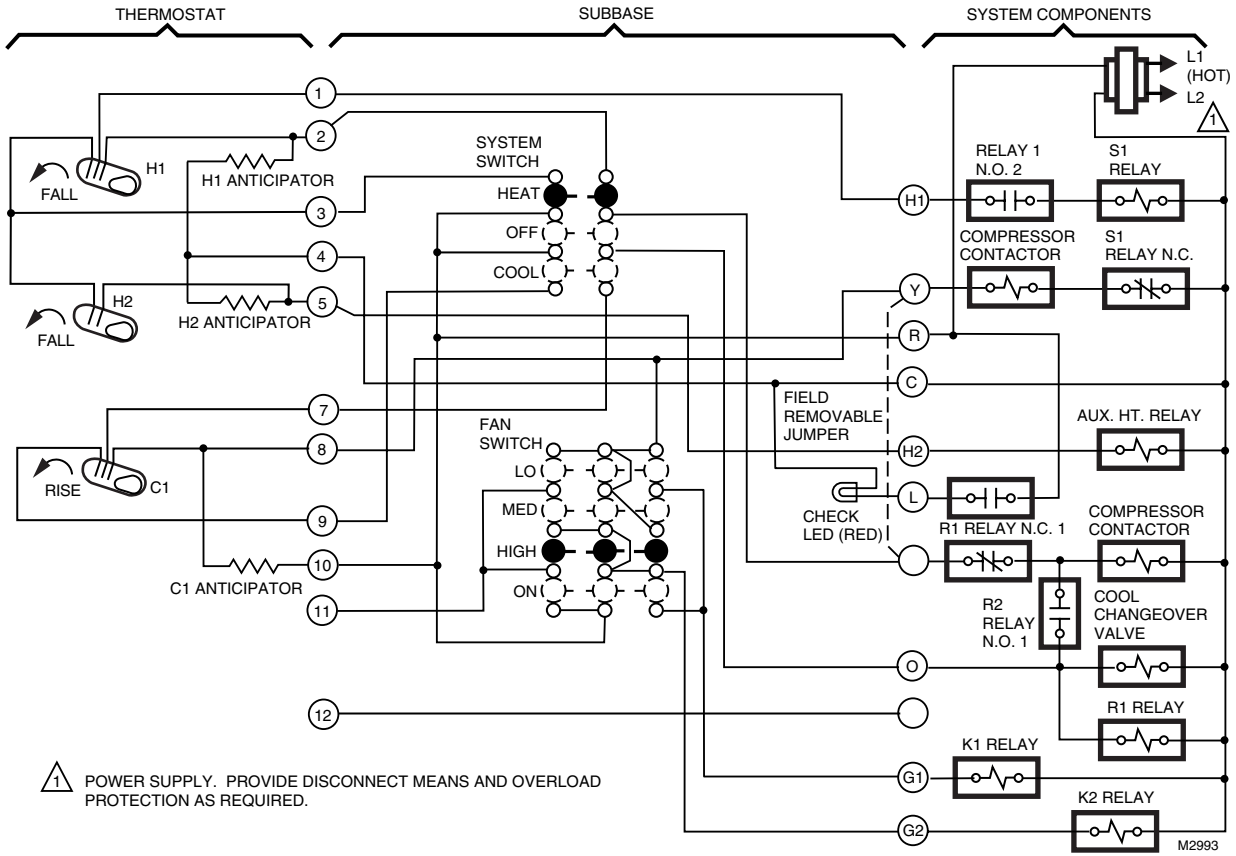 THERMOSTAT
SUBBASE
SYSTEM COMPONENTS
L1
(HOT)
L2
1
1
2
SYSTEM
SWITCH
H1
FALL
H1 ANTICIPATOR
HEAT
OFF
COOL
RELAY 1
N.O. 2
S1
RELAY
H1
3
4
COMPRESSOR
CONTACTOR
S1
RELAY N.C.
Y
H2
FALL
H2 ANTICIPATOR
5
R
C
FIELD
REMOVABLE
JUMPER
AUX. HT. RELAY
7
FAN
SWITCH
8
LO
H2
RISE
C1
MED
CHECK
LED (RED)
L
R1 RELAY N.C. 1
COMPRESSOR
CONTACTOR
9
HIGH
10
C1 ANTICIPATOR
ON
11
R2
RELAY
N.O. 1
COOL
CHANGEOVER
VALVE
O
12
R1 RELAY
K1 RELAY
G1
1 POWER SUPPLY. PROVIDE DISCONNECT MEANS AND OVERLOAD
PROTECTION AS REQUIRED.
K2 RELAY
G2
M2993